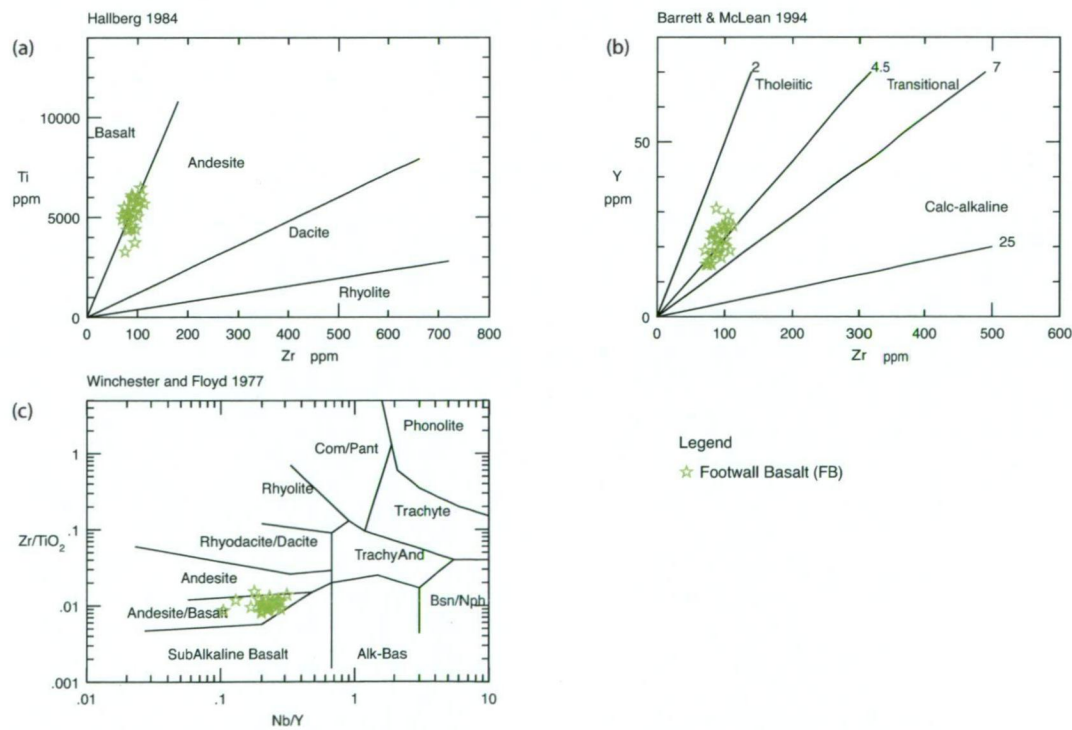 Hallberg 1984
(a)
10000
5000
0
Ti
ppm
Basalt
Andesite
Dacite
Rhyolite
0 100 200 300 400 500 600 700 800
Zr ppm
Barrett & McLean 1994
(b)
50
0
Y
ppm
2
Tholeiitic
4.5
Transitional
7
Calc-alkaline
25
0 100 200 300 400 500 600
Zr ppm
Winchester and Floyd 1977
(c)
1
.1
.01
.001
Zr/TiO2
Phonolite
Com/Pant
Rhyolite
Trachyte
Rhyodacite/Dacite
TrachyAnd
Andesite
Andesite/Basalt
Bsn/Nph
SubAlkaline Basalt
Alk-Bas
.01 .1 1 10
Nb/Y
Legend
Footwall Basalt (FB)